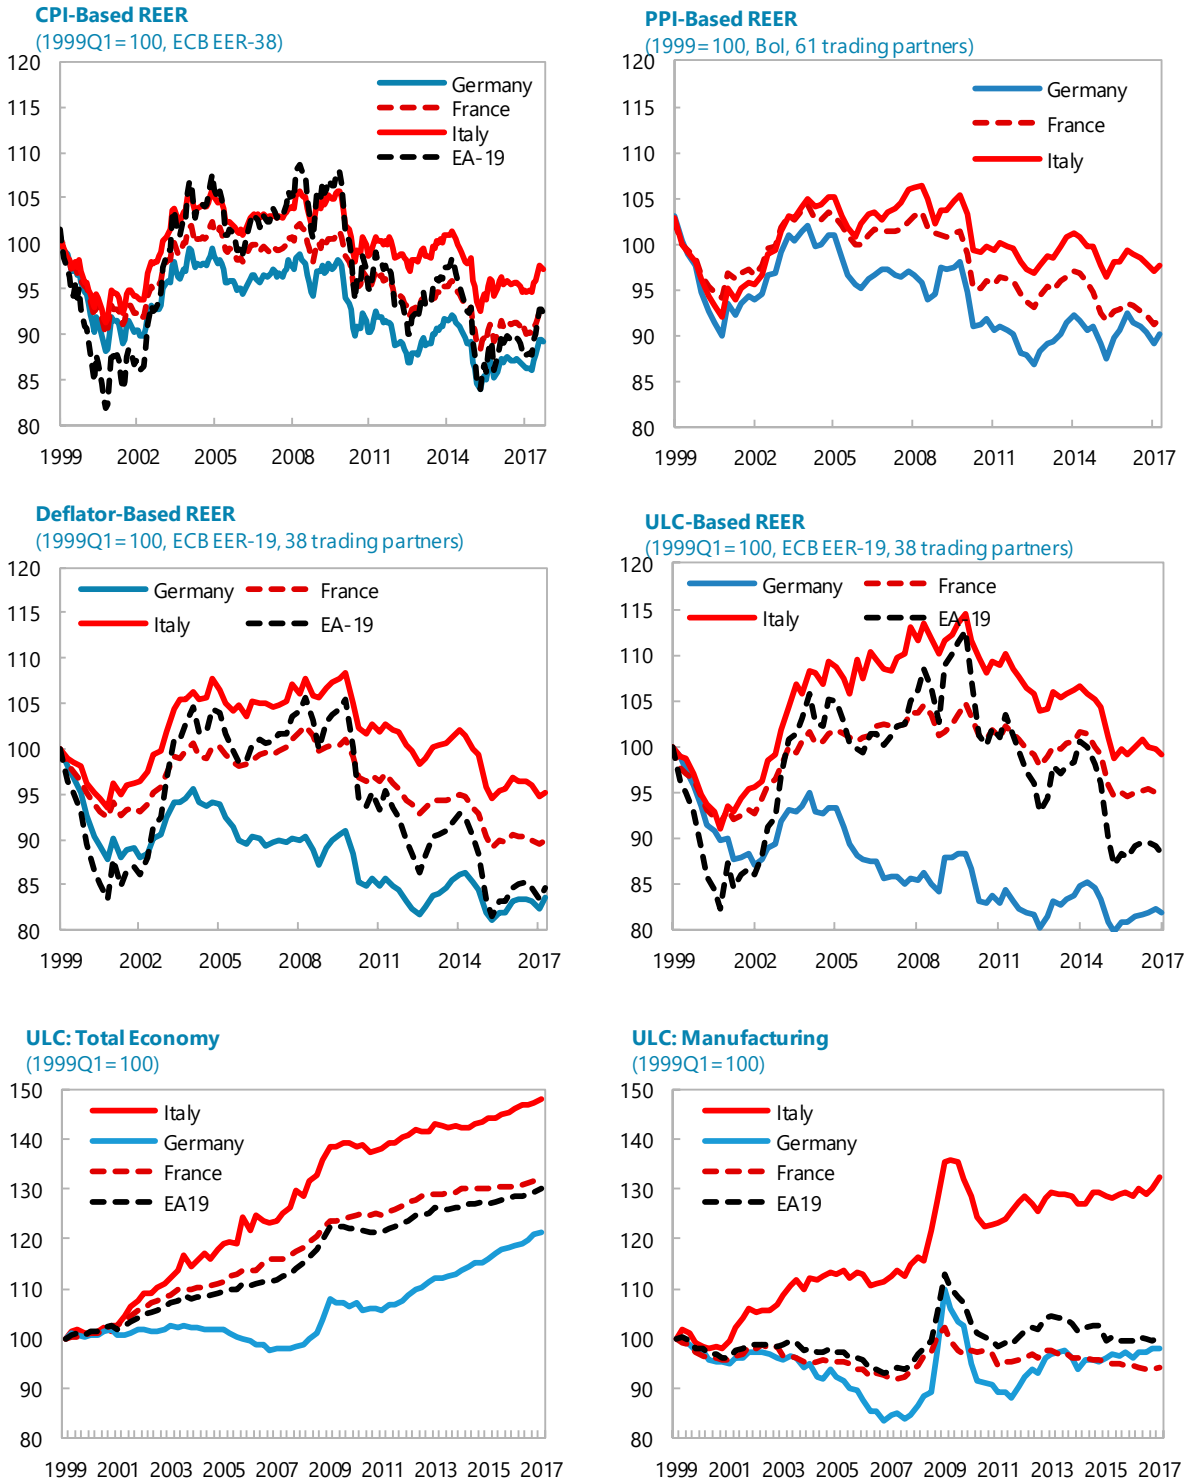 CPI-Based REER
(1999Q1=100, ECB EER-38)
120
115
110
105
100
95
90
85
80
Germany
France
Italy
EA-19
1999 2002 2005 2008 2011 2014 2017
PPI-Based REER
(1999=100, BoI, 61 trading partners)
120
115
110
105
100
95
90
85
80
Germany
France
Italy
1999 2002 2005 2008 2011 2014 2017
Deflator-Based REER
(1999Q1=100, ECB EER-19, 38 trading partners)
120
115
110
105
100
95
90
85
80
Germany France
Italy EA-19
1999 2002 2005 2008 2011 2014 2017
ULC-Based REER
(1999Q1=100, ECB EER-19, 38 trading partners)
120
115
110
105
100
95
90
85
80
Germany France
Italy EA-19
1999 2002 2005 2008 2011 2014 2017
ULC: Total Economy
(1999Q1=100)
150
140
130
120
110
100
90
80
Italy
Germany
France
EA19
1999 2001 2003 2005 2007 2009 2011 2013 2015 2017
ULC: Manufacturing
(1999Q1=100)
150
140
130
120
110
100
90
80
Italy
Germany
France
EA19
1999 2001 2003 2005 2007 2009 2011 2013 2015 2017